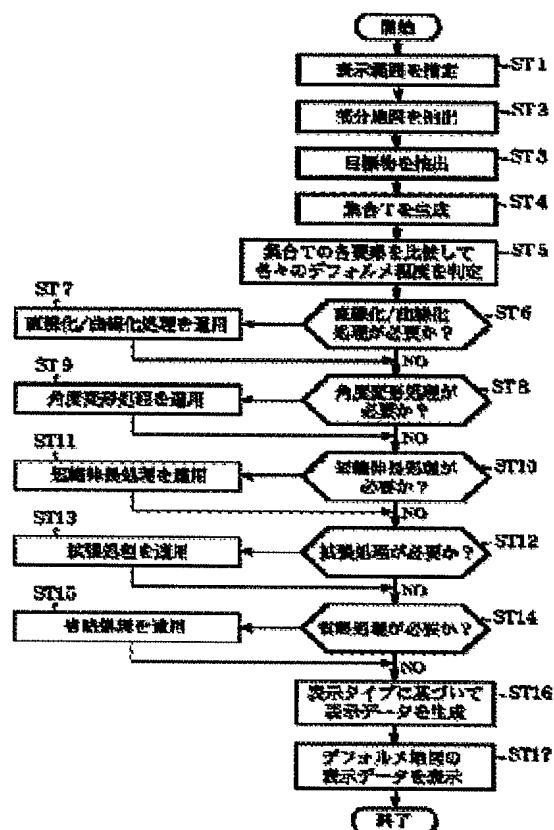 開始
表示範囲を指定
ST1
部分地図を抽出
ST2
目標物を抽出
ST3
集合Tを生成
ST4
集合Tの各要素を比較して
各々のデフォルメ程度を判定
ST5
直線化/曲線化
処理が必要か?
ST6
ST7
直線化/曲線化処理を適用
NO
角度変形処理が
必要か?
ST8
ST9
角度変形処理を適用
NO
短縮伸長処理が
必要か?
ST10
ST11
短縮伸長処理を適用
NO
拡張処理が必要か?
ST12
ST13
拡張処理を適用
NO
省略処理が必要か?
ST14
ST15
省略処理を適用
NO
表示タイプに基づいて
表示データを生成
ST16
デフォルメ地図の
表示データを表示
ST17
終了